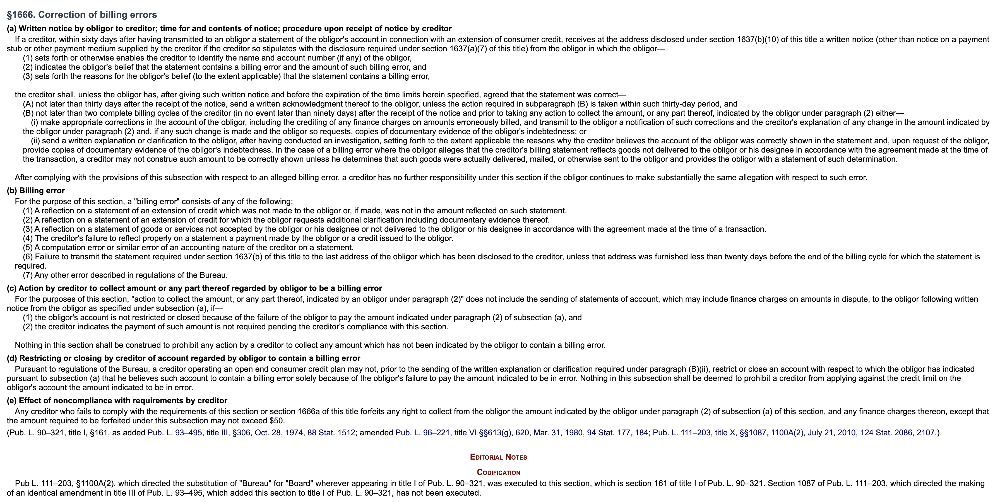 §1666. Correction of billing errors
(a) Written notice by obligor to creditor; time for and contents of notice; procedure upon receipt of notice by creditor
If a creditor, within sixty days after having transmitted to an obligor a statement of the obligor's account in connection with an extension of consumer credit, receives at the address disclosed under section 1637(b)(10) of this title a written notice (other than notice on a payment
stub or other payment medium supplied by the creditor if the creditor so stipulates with the disclosure required under section 1637(a)(7) of this title) from the obligor in which the obligor—
(1) sets forth or otherwise enables the creditor to identify the name and account number (if any) of the obligor,
(2) indicates the obligor's belief that the statement contains a billing error and the amount of such billing error, and
(3) sets forth the reasons for the obligor's belief (to the extent applicable) that the statement contains a billing error,
the creditor shall, unless the obligor has, after giving such written notice and before the expiration of the time limits herein specified, agreed that the statement was correct—
(A) not later than thirty days after the receipt of the notice, send a written acknowledgment thereof to the obligor, unless the action required in subparagraph (B) is taken within such thirty-day period, and
(B) not later than two complete billing cycles of the creditor (in no event later than ninety days) after the receipt of the notice and prior to taking any action to collect the amount, or any part thereof, indicated by the obligor under paragraph (2) either—
(i) make appropriate corrections in the account of the obligor, including the crediting of any finance charges on amounts erroneously billed, and transmit to the obligor a notification of such corrections and the creditor's explanation of any change in the amount indicated by
the obligor under paragraph (2) and, if any such change is made and the obligor so requests, copies of documentary evidence of the obligor's indebtedness; or
(ii) send a written explanation or clarification to the obligor, after having conducted an investigation, setting forth to the extent applicable the reasons why the creditor believes the account of the obligor was correctly shown in the statement and, upon request of the obligor,
provide copies of documentary evidence of the obligor's indebtedness. In the case of a billing error where the obligor alleges that the creditor's billing statement reflects goods not delivered to the obligor or his designee in accordance with the agreement made at the time of
the transaction, a creditor may not construe such amount to be correctly shown unless he determines that such goods were actually delivered, mailed, or otherwise sent to the obligor and provides the obligor with a statement of such determination.
After complying with the provisions of this subsection with respect to an alleged billing error, a creditor has no further responsibility under this section if the obligor continues to make substantially the same allegation with respect to such error.
(b) Billing error
For the purpose of this section, a "billing error" consists of any of the following:
(1) A reflection on a statement of an extension of credit which was not made to the obligor or, if made, was not in the amount reflected on such statement.
(2) A reflection on a statement of an extension of credit for which the obligor requests additional clarification including documentary evidence thereof.
(3) A reflection on a statement of goods or services not accepted by the obligor or his designee or not delivered to the obligor or his designee in accordance with the agreement made at the time of a transaction.
(4) The creditor's failure to reflect properly on a statement a payment made by the obligor or a credit issued to the obligor.
(5) A computation error or similar error of an accounting nature of the creditor on a statement.
(6) Failure to transmit the statement required under section 1637(b) of this title to the last address of the obligor which has been disclosed to the creditor, unless that address was furnished less than twenty days before the end of the billing cycle for which the statement is
required.
(7) Any other error described in regulations of the Bureau.
(c) Action by creditor to collect amount or any part thereof regarded by obligor to be a billing error
For the purposes of this section, "action to collect the amount, or any part thereof, indicated by an obligor under paragraph (2)" does not include the sending of statements of account, which may include finance charges on amounts in dispute, to the obligor following written
notice from the obligor as specified under subsection (a), if—
(1) the obligor's account is not restricted or closed because of the failure of the obligor to pay the amount indicated under paragraph (2) of subsection (a), and
(2) the creditor indicates the payment of such amount is not required pending the creditor's compliance with this section.
Nothing in this section shall be construed to prohibit any action by a creditor to collect any amount which has not been indicated by the obligor to contain a billing error.
(d) Restricting or closing by creditor of account regarded by obligor to contain a billing error
Pursuant to regulations of the Bureau, a creditor operating an open end consumer credit plan may not, prior to the sending of the written explanation or clarification required under paragraph (B)(ii), restrict or close an account with respect to which the obligor has indicated
pursuant to subsection (a) that he believes such account to contain a billing error solely because of the obligor's failure to pay the amount indicated to be in error. Nothing in this subsection shall be deemed to prohibit a creditor from applying against the credit limit on the
obligor's account the amount indicated to be in error.
(e) Effect of noncompliance with requirements by creditor
Any creditor who fails to comply with the requirements of this section or section 1666a of this title forfeits any right to collect from the obligor the amount indicated by the obligor under paragraph (2) of subsection (a) of this section, and any finance charges thereon, except that
the amount required to be forfeited under this subsection may not exceed $50.
(Pub. L. 90–321, title I, §161, as added Pub. L. 93–495, title III, §306, Oct. 28, 1974, 88 Stat. 1512; amended Pub. L. 96–221, title VI §§613(g), 620, Mar. 31, 1980, 94 Stat. 177, 184; Pub. L. 111–203, title X, §§1087, 1100A(2), July 21, 2010, 124 Stat. 2086, 2107.)
Editorial Notes
Codification
Pub L. 111–203, §1100A(2), which directed the substitution of "Bureau" for "Board" wherever appearing in title I of Pub. L. 90–321, was executed to this section, which is section 161 of title I of Pub. L. 90–321. Section 1087 of Pub. L. 111–203, which directed the making
of an identical amendment in title III of Pub. L. 93–495, which added this section to title I of Pub. L. 90–321, has not been executed.